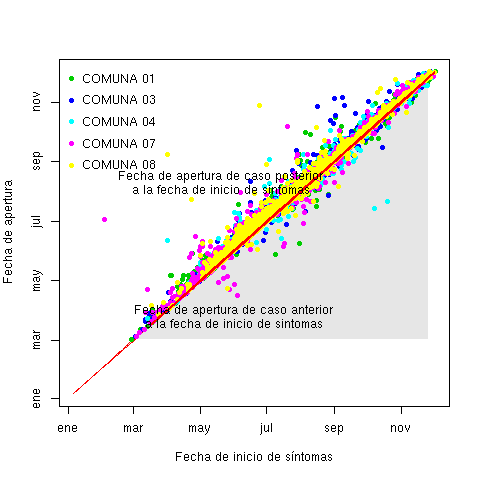 COMUNA 01
COMUNA 03
COMUNA 04
COMUNA 07
COMUNA 08
Fecha de apertura de caso posterior
a la fecha de inicio de sintomas
Fecha de apertura de caso anterior
a la fecha de inicio de sintomas
Fecha de apertura
ene
mar
may
jul
sep
nov
ene
mar
may
jul
sep
nov
Fecha de inicio de síntomas